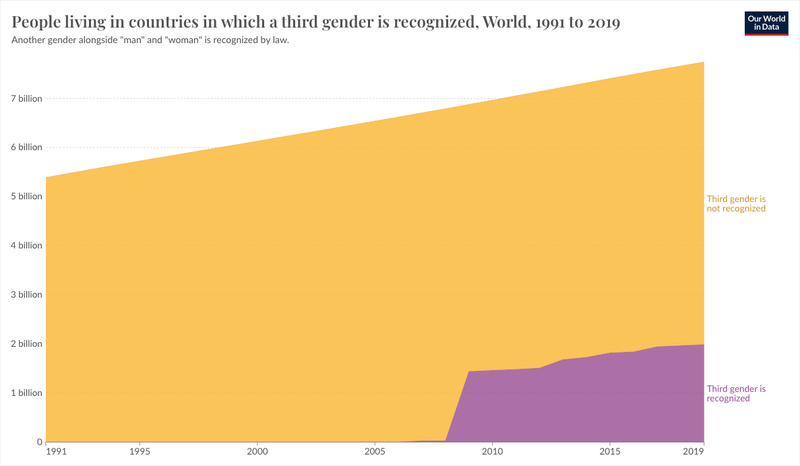 People living in countries in which a third gender is recognized, World, 1991 to 2019
Another gender alongside "man" and "woman" is recognized by law.
Our World
in Data
7 billion
6 billion
5 billion
4 billion
3 billion
2 billion
1 billion
0
Third gender is
not recognized
Third gender is
recognized
1991
1995
2000
2005
2010
2015
2019